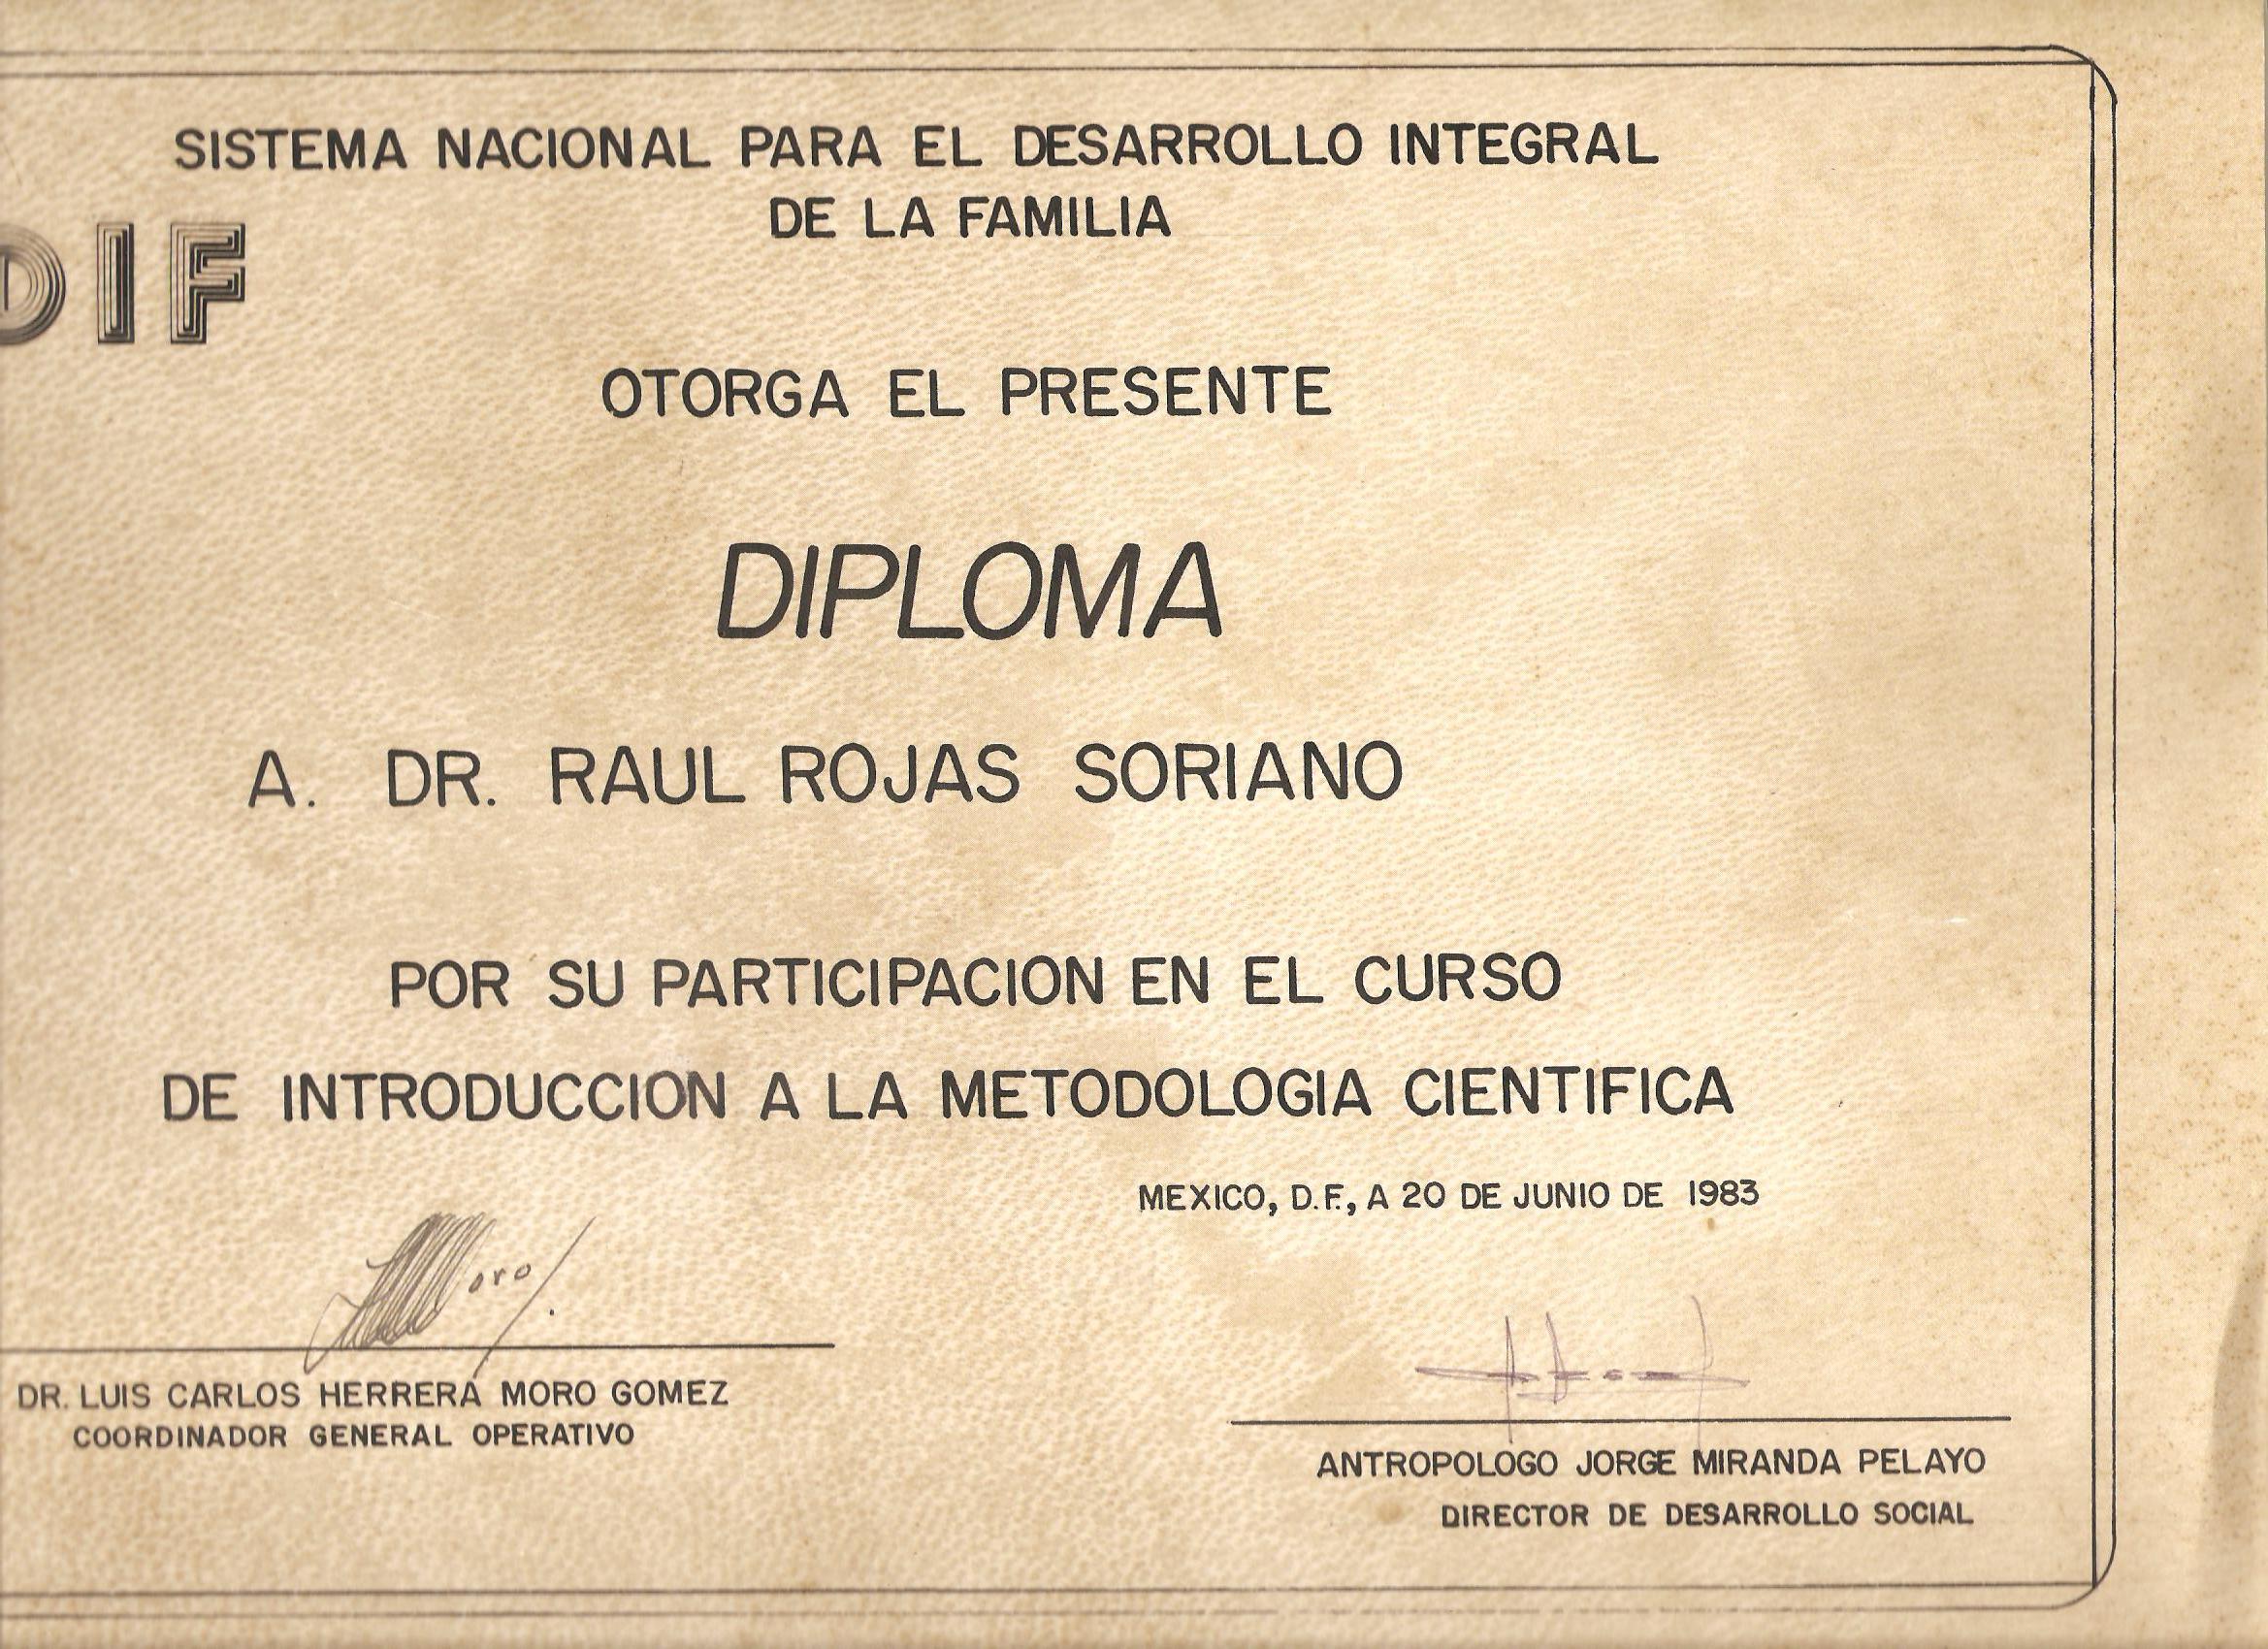 SISTEMA NACIONAL PARA EL DESARROLLO INTEGRAL
DE LA FAMILIA
DIF
OTORGA EL PRESENTE
DIPLOMA
A. DR. RAUL ROJAS SORIANO
POR SU PARTICIPACION EN EL CURSO
DE INTRODUCCION A LA METODOLOGIA CIENTIFICA
MEXICO, D.F., A 20 DE JUNIO DE 1983
DR. LUIS CARLOS HERRERA MORO GOMEZ
COORDINADOR GENERAL OPERATIVO
ANTROPOLOGO JORGE MIRANDA PELAYO
DIRECTOR DE DESARROLLO SOCIAL